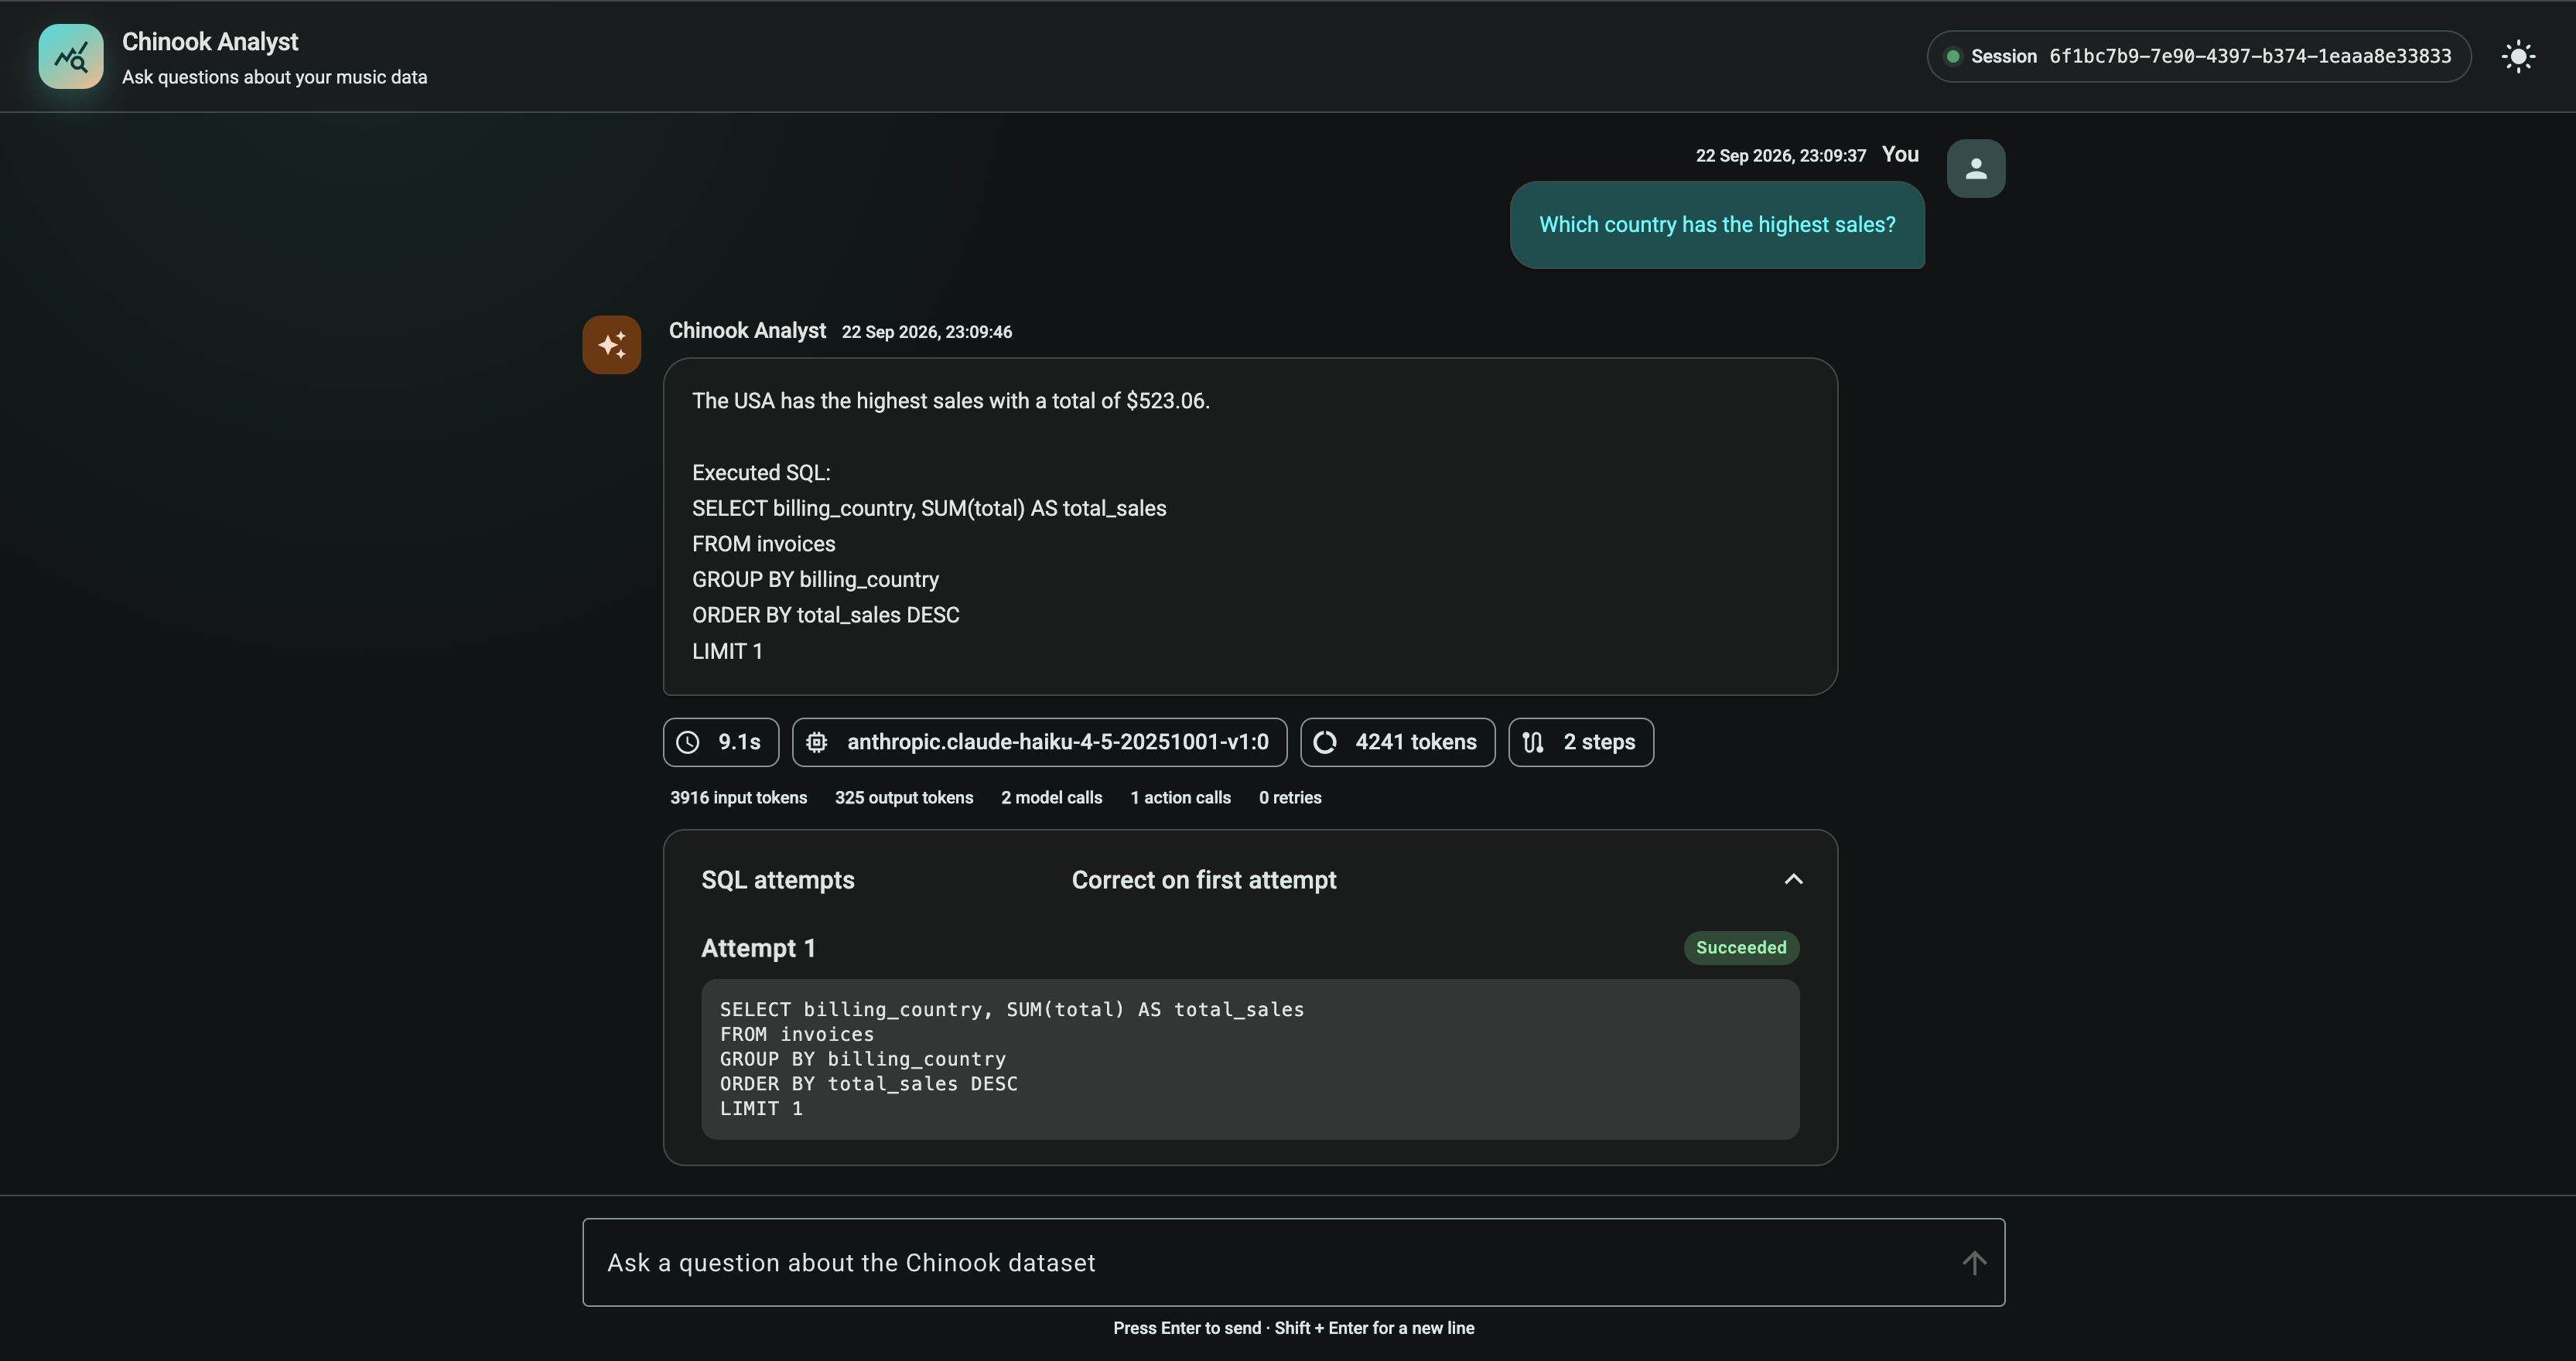 Chinook Analyst
Ask questions about your music data
Session 6f1bc7b9-7e90-4397-b374-1eaaa8e33833
22 Sep 2026, 23:09:37 You
Which country has the highest sales?
Chinook Analyst 22 Sep 2026, 23:09:46
The USA has the highest sales with a total of $523.06.
Executed SQL:
SELECT billing_country, SUM(total) AS total_sales
FROM invoices
GROUP BY billing_country
ORDER BY total_sales DESC
LIMIT 1
9.1s anthropic.claude-haiku-4-5-20251001-v1:0 4241 tokens 2 steps
3916 input tokens 325 output tokens 2 model calls 1 action calls 0 retries
SQL attempts Correct on first attempt
Attempt 1 Succeeded
SELECT billing_country, SUM(total) AS total_sales
FROM invoices
GROUP BY billing_country
ORDER BY total_sales DESC
LIMIT 1
Ask a question about the Chinook dataset
Press Enter to send · Shift + Enter for a new line